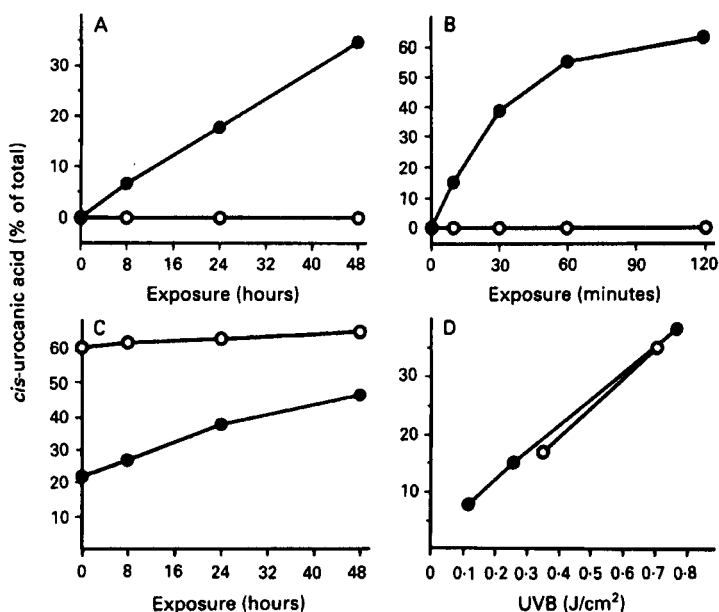 cis-urocanic acid (% of total)
A
30
20
10
0
0 8 16 24 32 40 48
Exposure (hours)
B
60
50
40
30
20
10
0
0 30 60 90 120
Exposure (minutes)
C
60
50
40
30
20
10
0 8 16 24 32 40 48
Exposure (hours)
D
30
20
10
0 0·1 0·2 0·3 0·4 0·5 0·6 0·7 0·8
UVB (J/cm²)